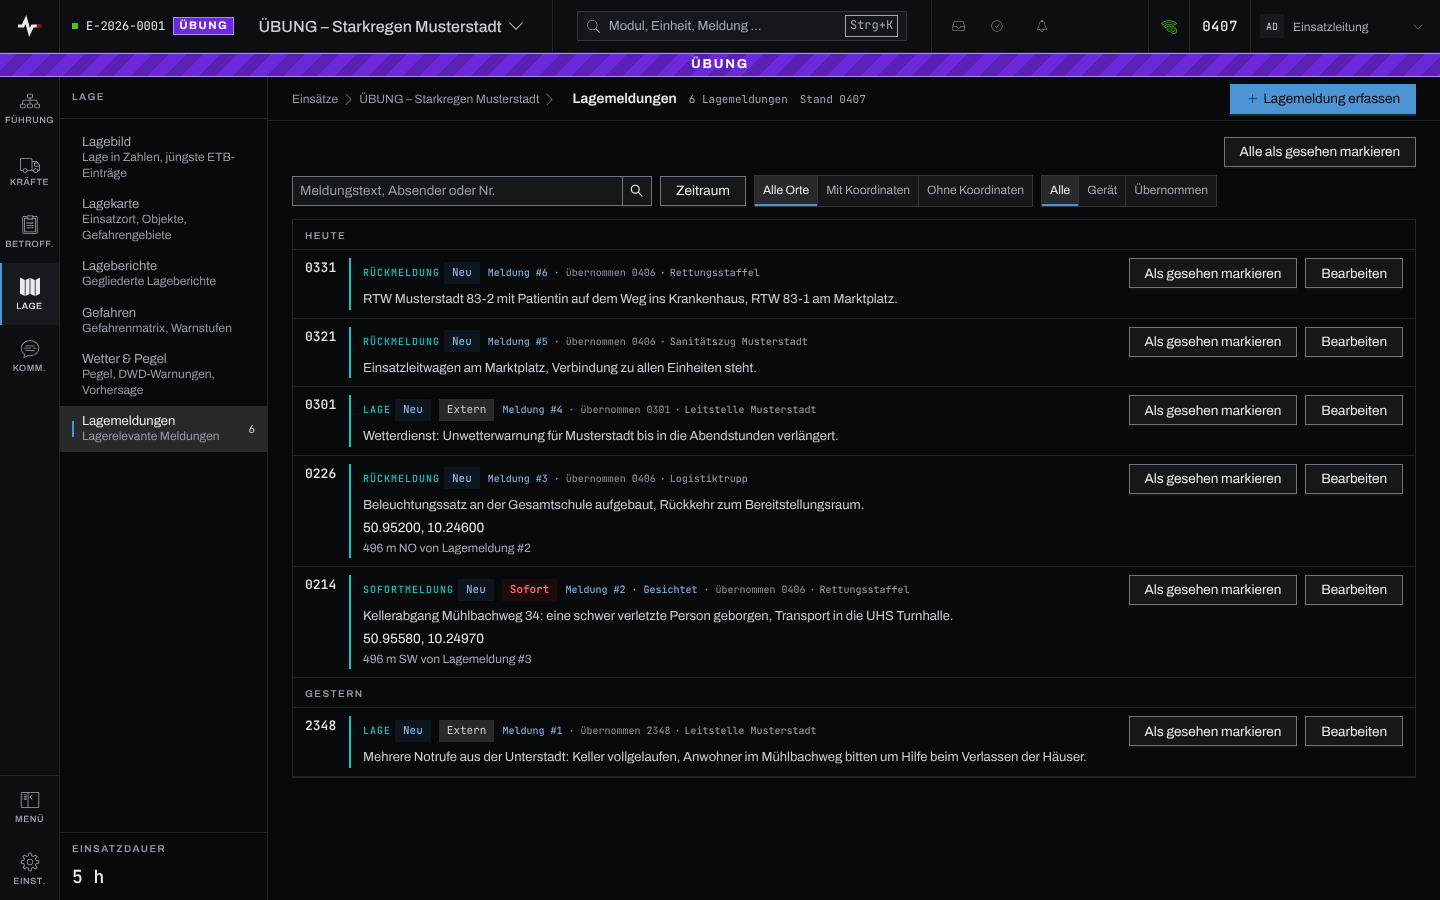 E-2026-0001 ÜBUNG ÜBUNG – Starkregen Musterstadt
Modul, Einheit, Meldung ... Strg+K
0407 AD Einsatzleitung
ÜBUNG
FÜHRUNG
KRÄFTE
BETROFF.
LAGE
KOMM.
MENÜ
EINST.
LAGE
Lagebild
Lage in Zahlen, jüngste ETB-
Einträge
Lagekarte
Einsatzort, Objekte,
Gefahrengebiete
Lageberichte
Gegliederte Lageberichte
Gefahren
Gefahrenmatrix, Warnstufen
Wetter & Pegel
Pegel, DWD-Warnungen,
Vorhersage
Lagemeldungen
Lagerelevante Meldungen
6
EINSATZDAUER
5 h
Einsätze ÜBUNG – Starkregen Musterstadt Lagemeldungen 6 Lagemeldungen Stand 0407
+ Lagemeldung erfassen
Alle als gesehen markieren
Meldungstext, Absender oder Nr. Zeitraum Alle Orte Mit Koordinaten Ohne Koordinaten Alle Gerät Übernommen
HEUTE
0331 RÜCKMELDUNG Neu Meldung #6 · übernommen 0406 · Rettungsstaffel Als gesehen markieren Bearbeiten
RTW Musterstadt 83-2 mit Patientin auf dem Weg ins Krankenhaus, RTW 83-1 am Marktplatz.
0321 RÜCKMELDUNG Neu Meldung #5 · übernommen 0406 · Sanitätszug Musterstadt Als gesehen markieren Bearbeiten
Einsatzleitwagen am Marktplatz, Verbindung zu allen Einheiten steht.
0301 LAGE Neu Extern Meldung #4 · übernommen 0301 · Leitstelle Musterstadt Als gesehen markieren Bearbeiten
Wetterdienst: Unwetterwarnung für Musterstadt bis in die Abendstunden verlängert.
0226 RÜCKMELDUNG Neu Meldung #3 · übernommen 0406 · Logistiktrupp Als gesehen markieren Bearbeiten
Beleuchtungssatz an der Gesamtschule aufgebaut, Rückkehr zum Bereitstellungsraum.
50.95200, 10.24600
496 m NO von Lagemeldung #2
0214 SOFORTMELDUNG Neu Sofort Meldung #2 · Gesichtet · übernommen 0406 · Rettungsstaffel Als gesehen markieren Bearbeiten
Kellerabgang Mühlbachweg 34: eine schwer verletzte Person geborgen, Transport in die UHS Turnhalle.
50.95580, 10.24970
496 m SW von Lagemeldung #3
GESTERN
2348 LAGE Neu Extern Meldung #1 · übernommen 2348 · Leitstelle Musterstadt Als gesehen markieren Bearbeiten
Mehrere Notrufe aus der Unterstadt: Keller vollgelaufen, Anwohner im Mühlbachweg bitten um Hilfe beim Verlassen der Häuser.